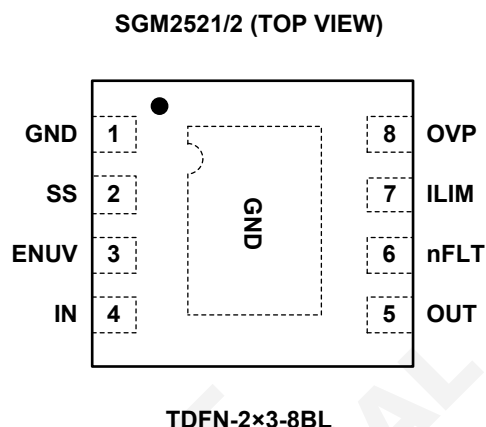 SGM2521/2 (TOP VIEW)
GND 1 8 OVP
SS 2 7 ILIM
GND
ENUV 3 6 nFLT
IN 4 5 OUT
TDFN-2×3-8BL